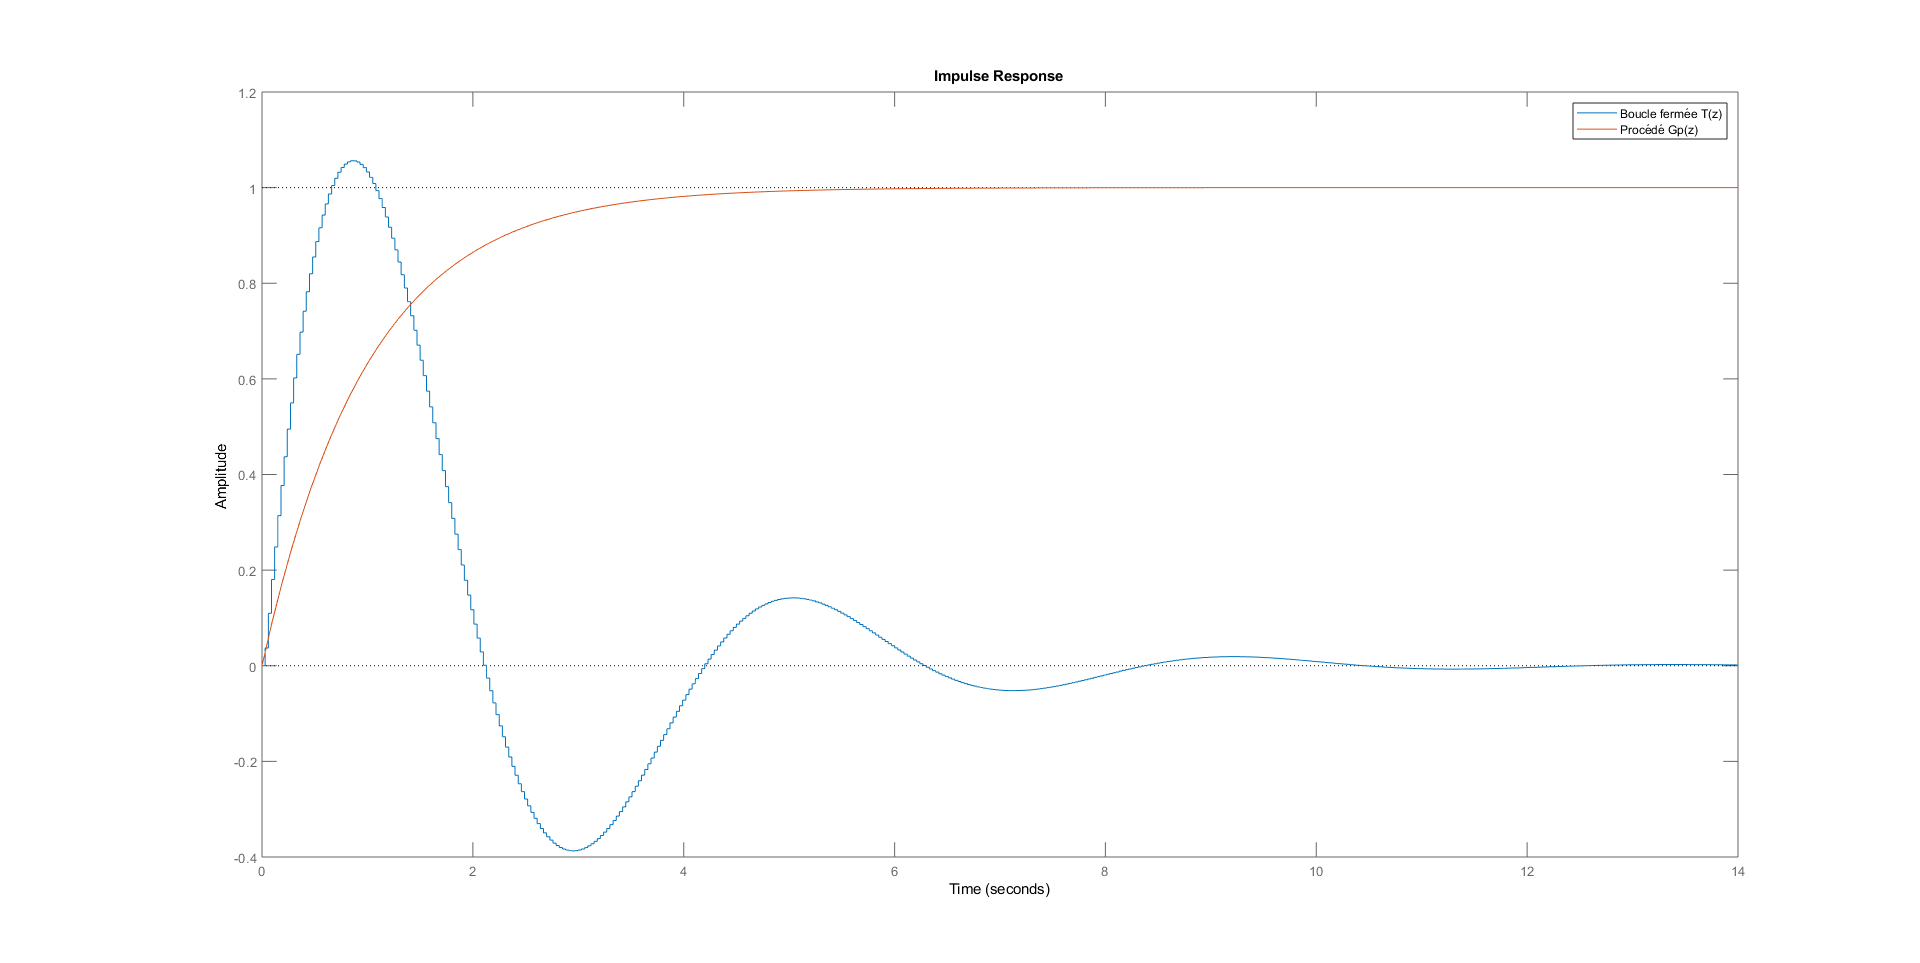 Impulse Response
1.2
1
0.8
0.6
0.4
0.2
0
-0.2
-0.4
Amplitude
Boucle fermée T(z)
Procédé Gp(z)
0 2 4 6 8 10 12 14
Time (seconds)